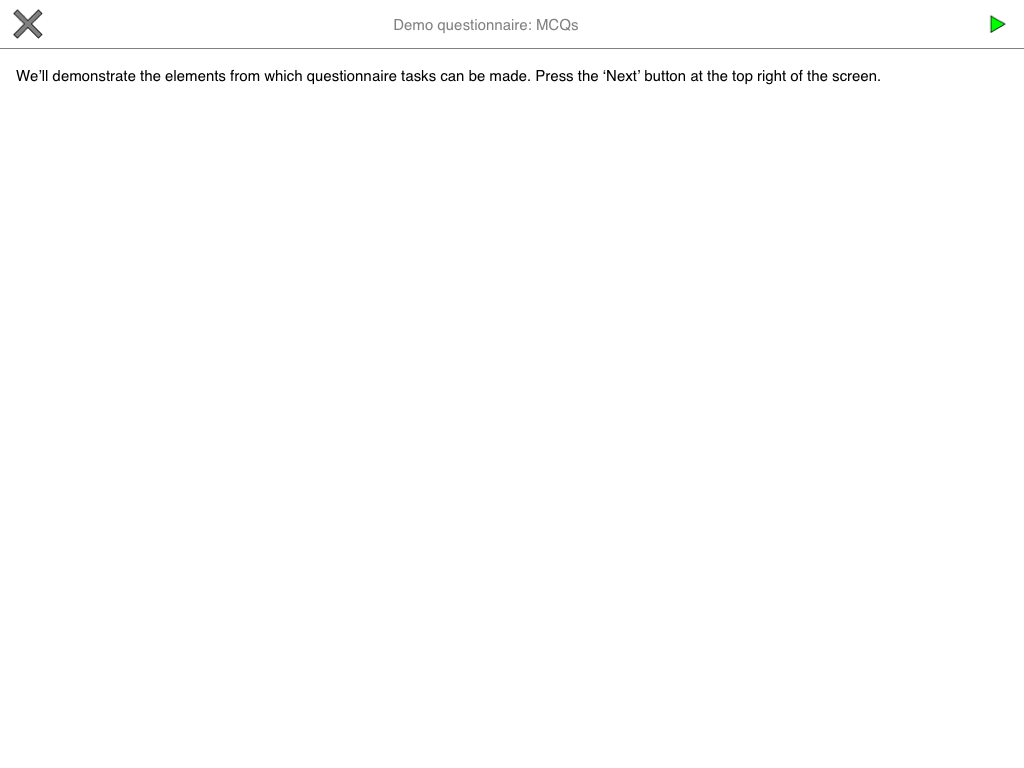 Demo questionnaire: MCQs
We’ll demonstrate the elements from which questionnaire tasks can be made. Press the ‘Next’ button at the top right of the screen.